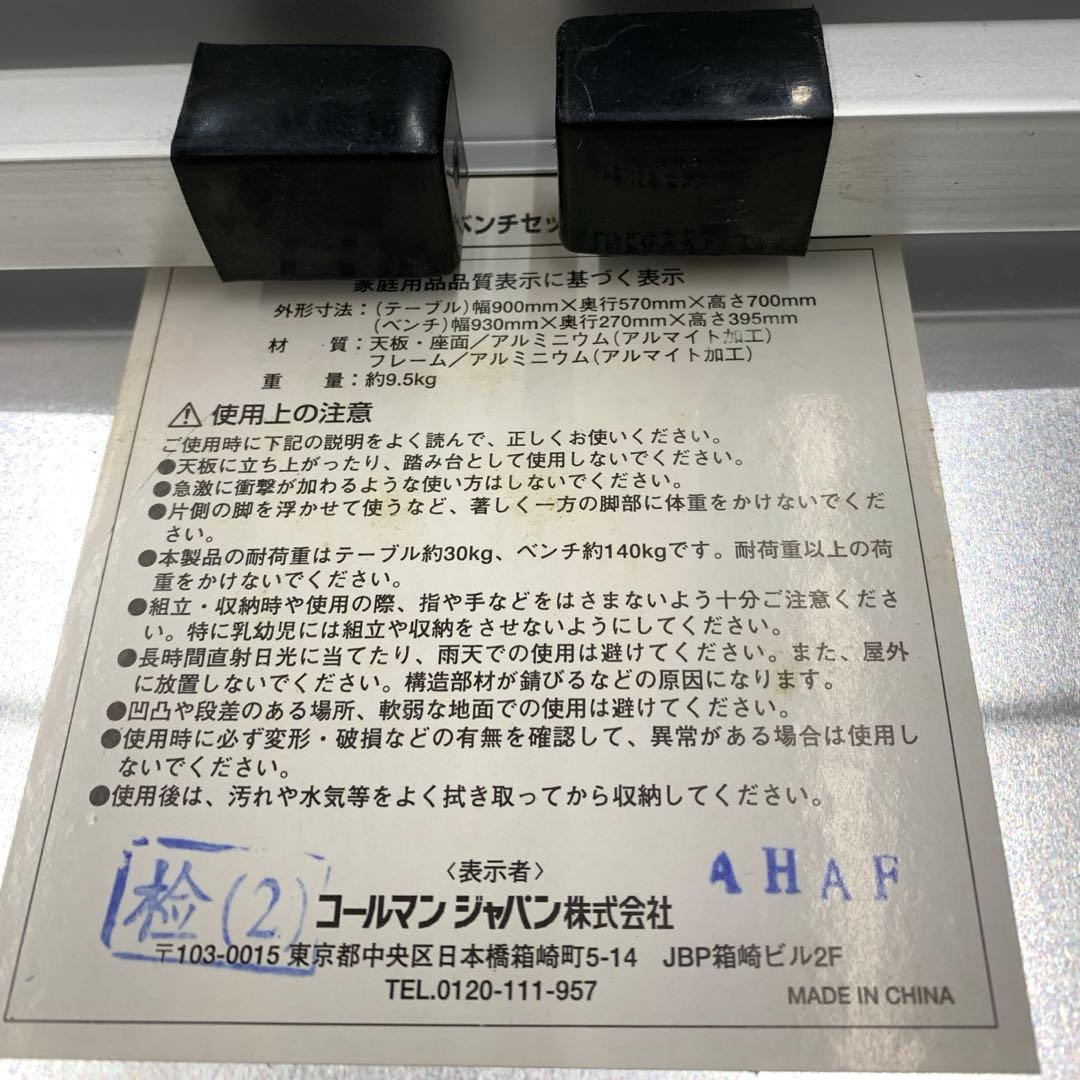 ベンチセッ
家庭用品品質表示に基づく表示
外形寸法：(テーブル)幅900mm×奥行570mm×高さ700mm
(ベンチ)幅930mm×奥行270mm×高さ395mm
材　質：天板・座面／アルミニウム(アルマイト加工)
フレーム／アルミニウム(アルマイト加工)
重　量：約9.5kg
⚠ 使用上の注意
ご使用時に下記の説明をよく読んで、正しくお使いください。
●天板に立ち上がったり、踏み台として使用しないでください。
●急激に衝撃が加わるような使い方はしないでください。
●片側の脚を浮かせて使うなど、著しく一方の脚部に体重をかけないでくだ
さい。
●本製品の耐荷重はテーブル約30kg、ベンチ約140kgです。耐荷重以上の荷
重をかけないでください。
●組立・収納時や使用の際、指や手などをはさまないよう十分ご注意くださ
い。特に乳幼児には組立や収納をさせないようにしてください。
●長時間直射日光に当てたり、雨天での使用は避けてください。また、屋外
に放置しないでください。構造部材が錆びるなどの原因になります。
●凹凸や段差のある場所、軟弱な地面での使用は避けてください。
●使用時に必ず変形・破損などの有無を確認して、異常がある場合は使用し
ないでください。
●使用後は、汚れや水気等をよく拭き取ってから収納してください。
〈表示者〉
AHAF
检(2)
コールマン ジャパン株式会社
〒103-0015 東京都中央区日本橋箱崎町5-14　JBP箱崎ビル2F
TEL.0120-111-957
MADE IN CHINA